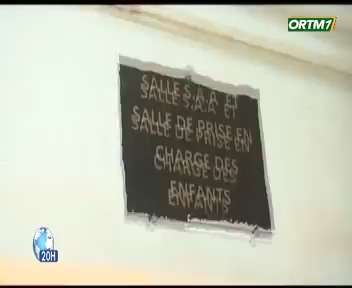 ORTM1
SALLE S.A.A ET
SALLE DE PRISE EN
CHARGE DES
ENFANTS
20H